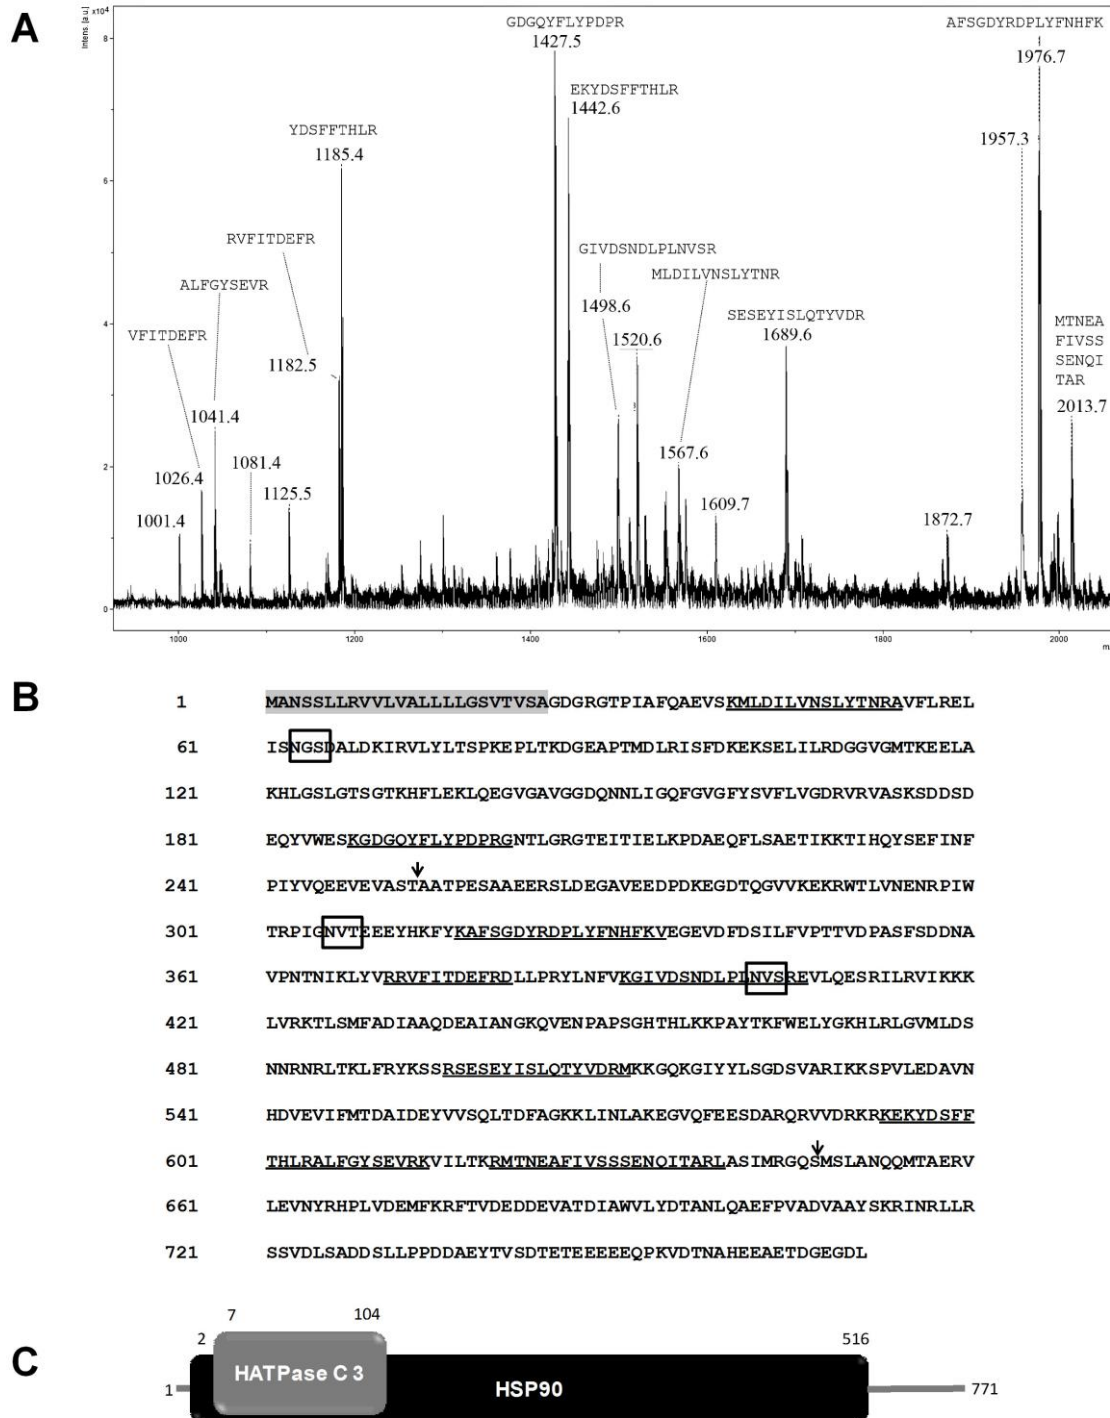 A
Intens. [a.u.]
x10^4
8
6
4
2
0
GDGQYFLYPDPR
1427.5
AFSGDYRDPLYFNHFK
1976.7
EKYDSFFTHLR
1442.6
YDSFFTHLR
1185.4
1957.3
RVFITDEFR
GIVDSNDLPLNVSR
ALFGYSEVR
MLDILVNSLYTNR
1498.6
SESEYISLQTYVDR
1689.6
VFITDEFR
1520.6
MTNEA
FIVSS
SENQI
TAR
2013.7
1182.5
1041.4
1081.4
1567.6
1026.4
1125.5
1609.7
1001.4
1872.7
1000
1200
1400
1600
1800
2000
B
1 MANSSLLRVVLVALLLLGSVTVSAGDGRGTPIAFQAEVSKMLDILVNSLYTNRAVFLREL
61 ISNGSDALDKIRVLYLTSPKEPLTKDGEAPTMDLRISFDKEKSELILRDGGVGMTKEELA
121 KHLGSLGTSGTKHFLEKLQEGVGAVGGDQNNLIGQFGVGFYSVFLVGDRVRVASKSDDSD
181 EQYVWESKGDGQYFLYPDPRGNTLGRGTEITIELKPDAEQFLSAETIKKTIHQYSEFINF
241 PIYVQEEVEVASTAATPESAAEERSLDEGAVEEDPDKEGDTQGVVKEKRWTLVNENRPIW
301 TRPIGNVTEEEYHKFYKAFSGDYRDPLYFNHFKVEGEVDFDSILFVPTTVDPASFSDDNA
361 VPNTNIKLYVRRVFITDEFRDLLPRYLNFVKGIVDSNDLPLNVSREVLQESRILRVIKKK
421 LVRKTLSMFADIAAQDEAIANGKQVENPAPSGHTHLKKPAYTKFWELYGKHLRLGVMLDS
481 NNRNRLTKLFRYKSSRSESEYISLQTYVDRMKKGQKGIYYLSGDSVARIKKSPVLEDAVN
541 HDVEVIFMTDAIDEYVVSQLTDFAGKKLINLAKEGVQFEESDARQRVVDRKRKEKYDSFF
601 THLRALFGYSEVRKVILTKRMTNEAFIVSSSENQITARLASIMRGQSMSLANQQMTAERV
661 LEVNYRHPLVDEMFKRFTVDEDDEVATDIAWVLYDTANLQAEFPVADVAAYSKRINRLLR
721 SSVDLSADDSLLPPDDAEYTVSDTETEEEEEQPKVDTNAHEEAETDGEGDL
C
7 104
2 516
HATPase C 3
1 HSP90 771